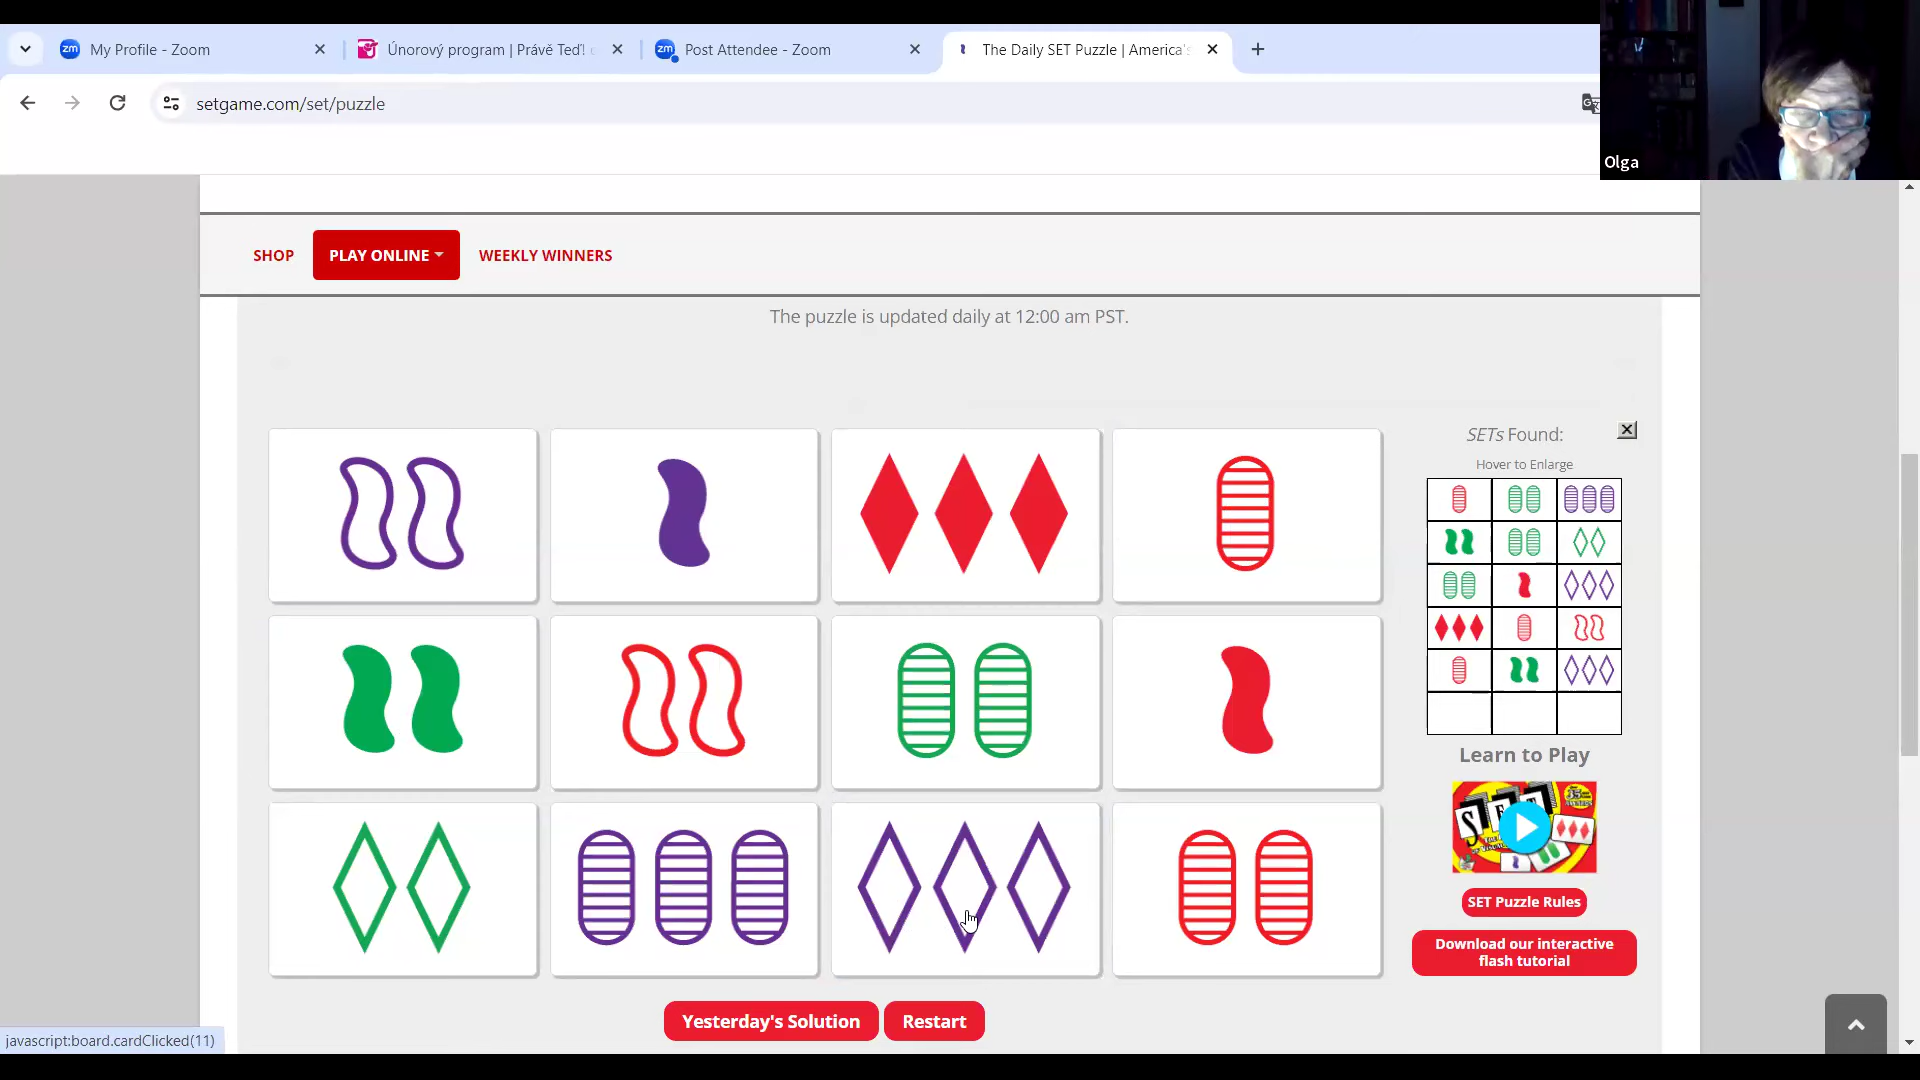 zm My Profile - Zoom
Únorový program | Právě Teď!
zm Post Attendee - Zoom
The Daily SET Puzzle | America's
setgame.com/set/puzzle
Olga
SHOP
PLAY ONLINE
WEEKLY WINNERS
The puzzle is updated daily at 12:00 am PST.
SETs Found:
Hover to Enlarge
Learn to Play
SET Puzzle Rules
Download our interactive
flash tutorial
Yesterday's Solution
Restart
javascript:board.cardClicked(11)